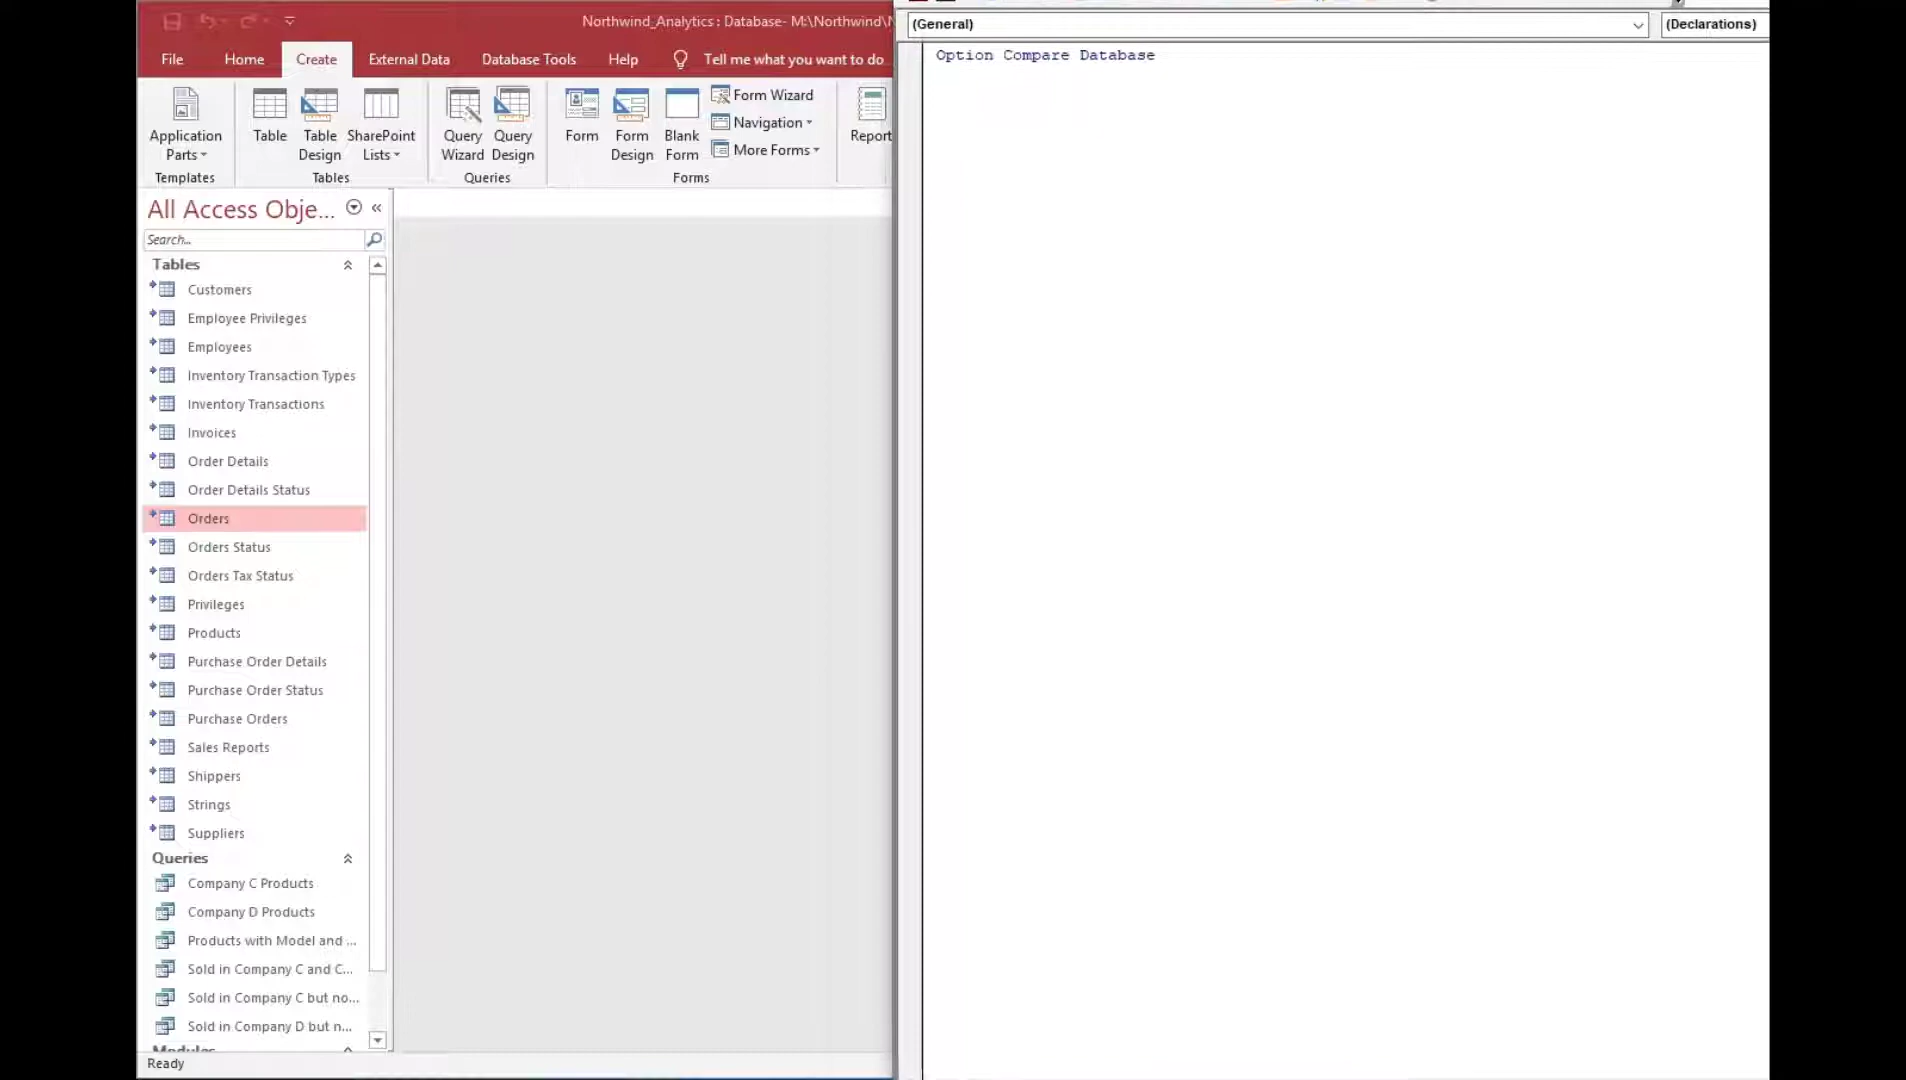 Northwind_Analytics : Database- M:\Northwind\N
File Home Create External Data Database Tools Help Tell me what you want to do
Application Parts
Table
Table Design
SharePoint Lists
Query Wizard
Query Design
Form
Form Design
Blank Form
Form Wizard
Navigation
More Forms
Report
Templates Tables Queries Forms
All Access Obje...
Search...
Tables
Customers
Employee Privileges
Employees
Inventory Transaction Types
Inventory Transactions
Invoices
Order Details
Order Details Status
Orders
Orders Status
Orders Tax Status
Privileges
Products
Purchase Order Details
Purchase Order Status
Purchase Orders
Sales Reports
Shippers
Strings
Suppliers
Queries
Company C Products
Company D Products
Products with Model and ...
Sold in Company C and C...
Sold in Company C but no...
Sold in Company D but n...
Modules
Ready
(General)
(Declarations)
Option Compare Database